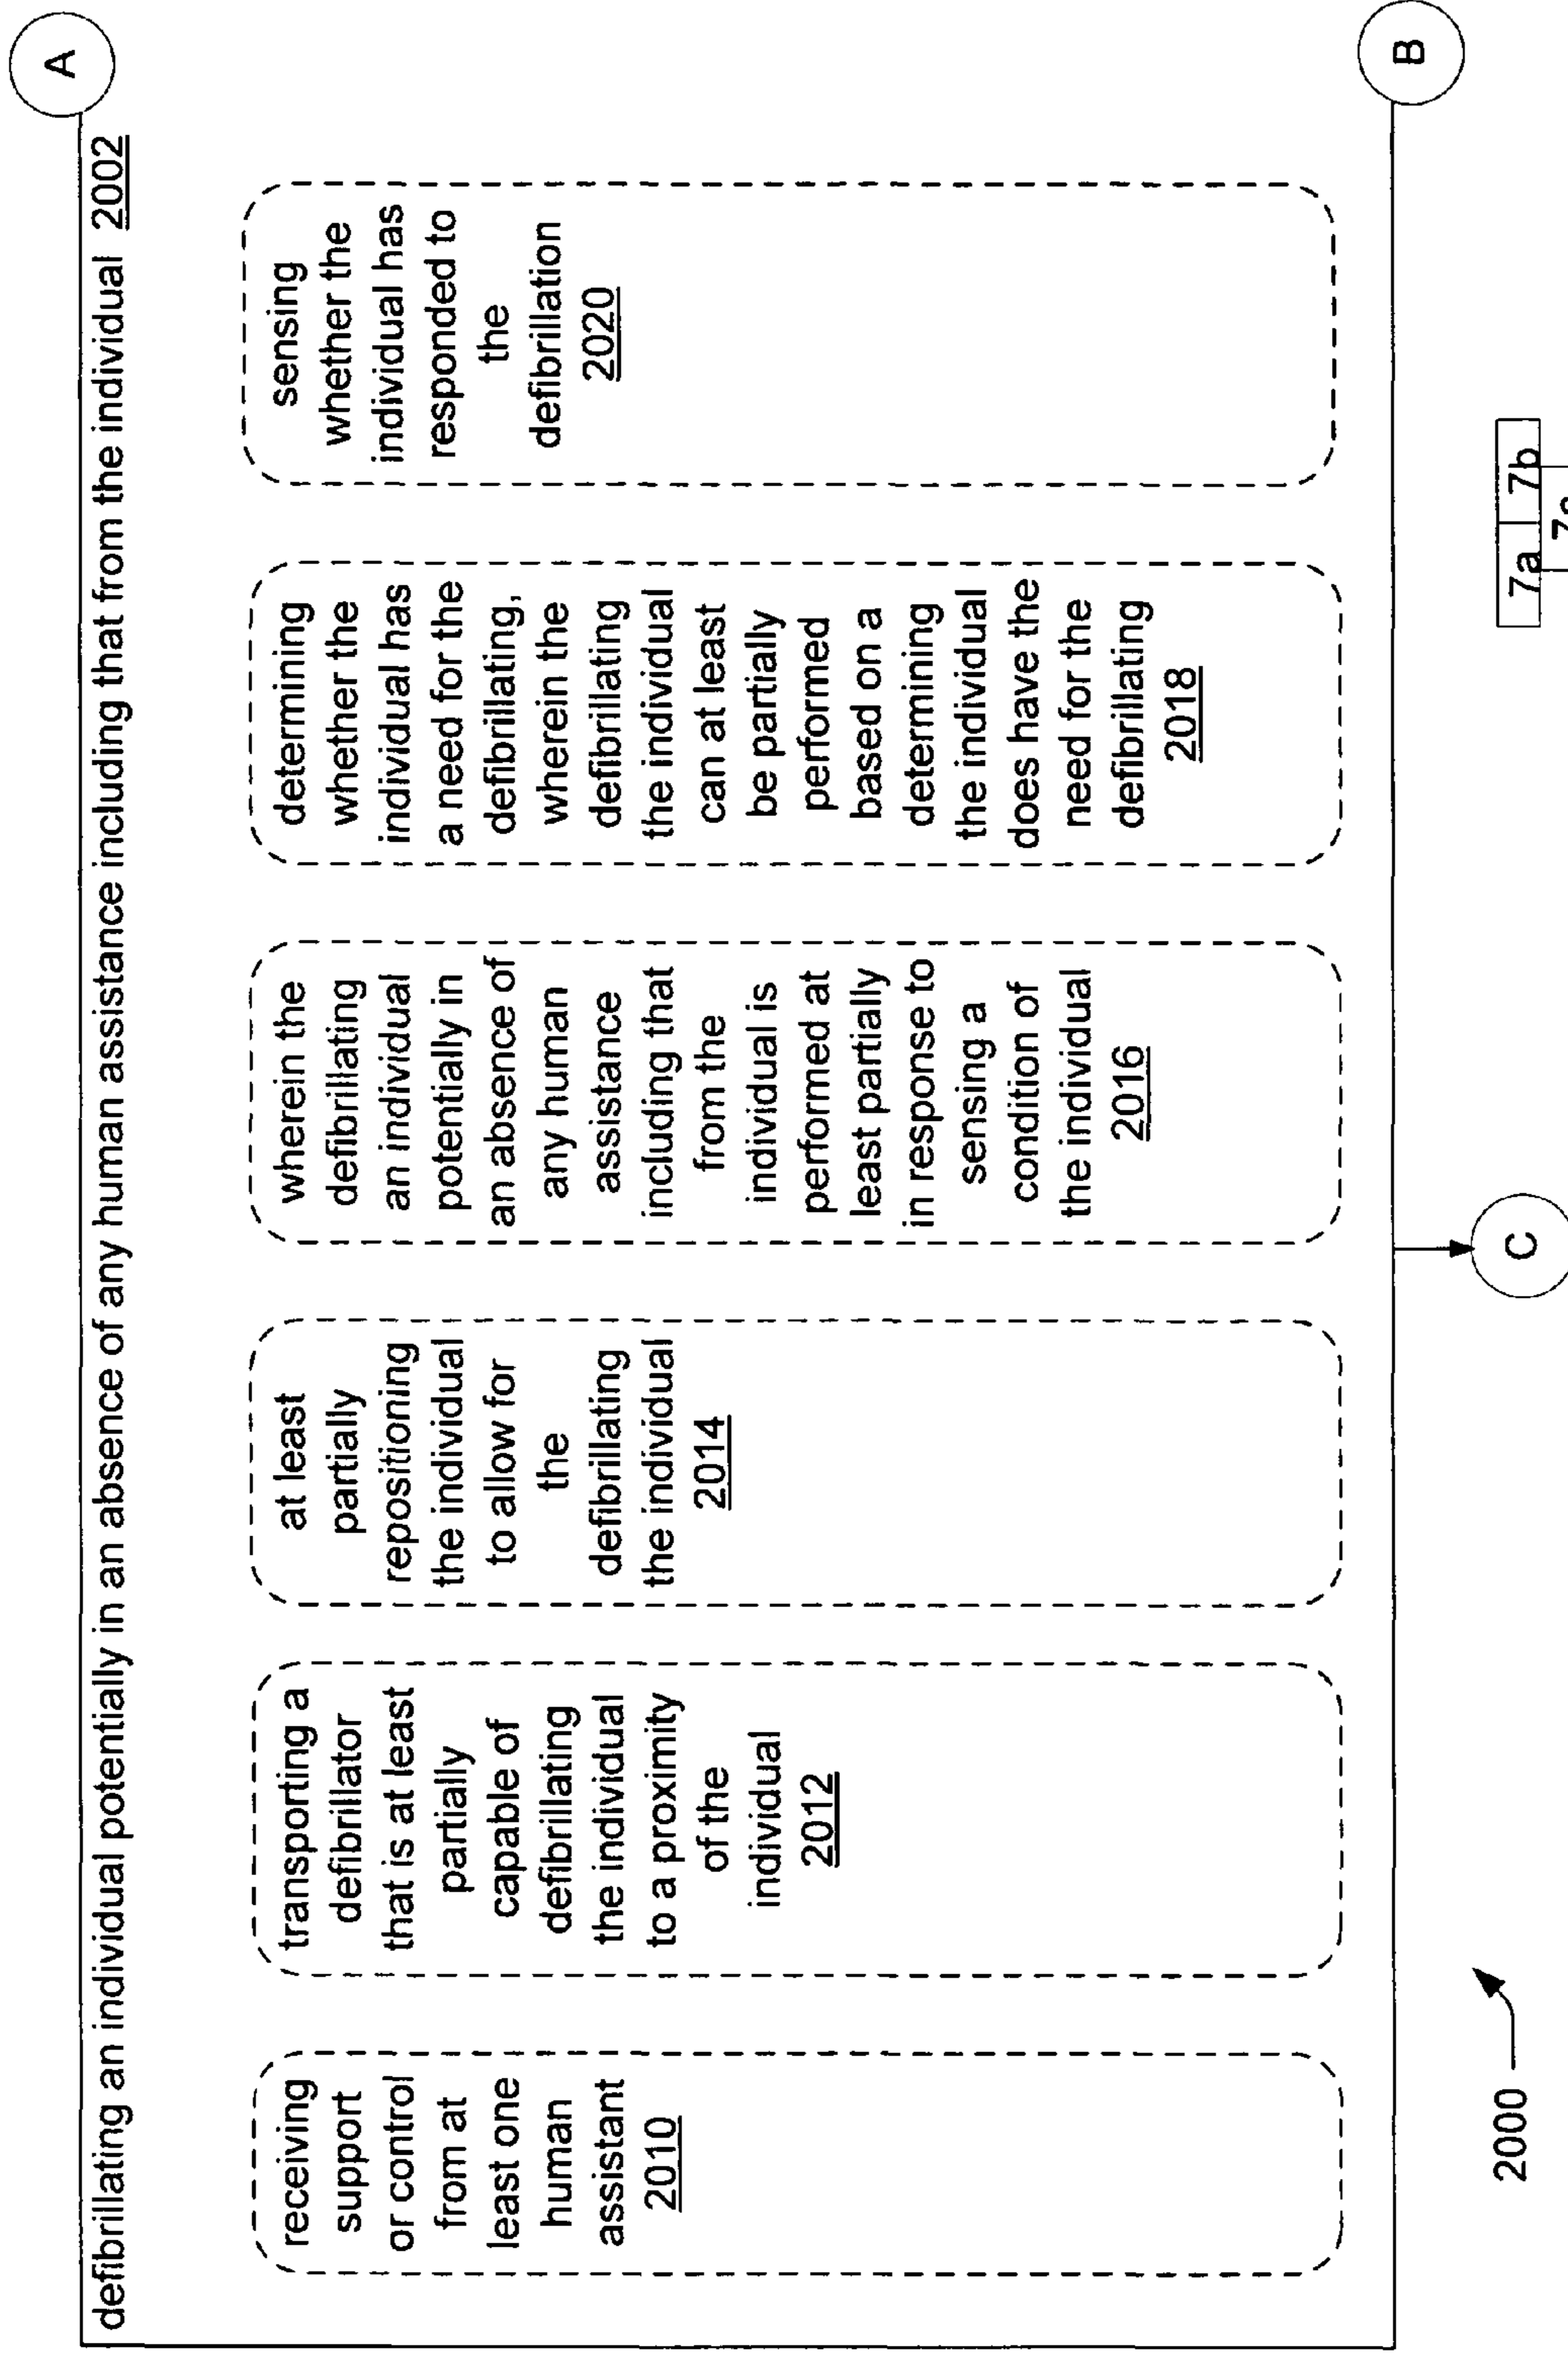 A
defibrillating an individual potentially in an absence of any human assistance including that from the individual 2002
receiving
support
or control
from at
least one
human
assistant
2010
transporting a
defibrillator
that is at least
partially
capable of
defibrillating
the individual
to a proximity
of the
individual
2012
at least
partially
repositioning
the individual
to allow for
the
defibrillating
the individual
2014
wherein the
defibrillating
an individual
potentially in
an absence of
any human
assistance
including that
from the
individual is
performed at
least partially
in response to
sensing a
condition of
the individual
2016
determining
whether the
individual has
a need for the
defibrillating,
wherein the
defibrillating
the individual
can at least
be partially
performed
based on a
determining
the individual
does have the
need for the
defibrillating
2018
sensing
whether the
individual has
responded to
the
defibrillation
2020
B
C
2000
7a 7b